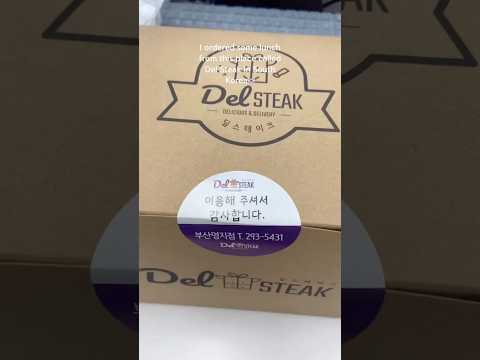 I ordered some lunch
from this place called
Del Steak in South
Korea
Del STEAK
DELICIOUS & DELIVERY
델스테이크
Del STEAK
이용해 주셔서
감사합니다.
부산명지점 T. 293-5431
Del STEAK
Del STEAK